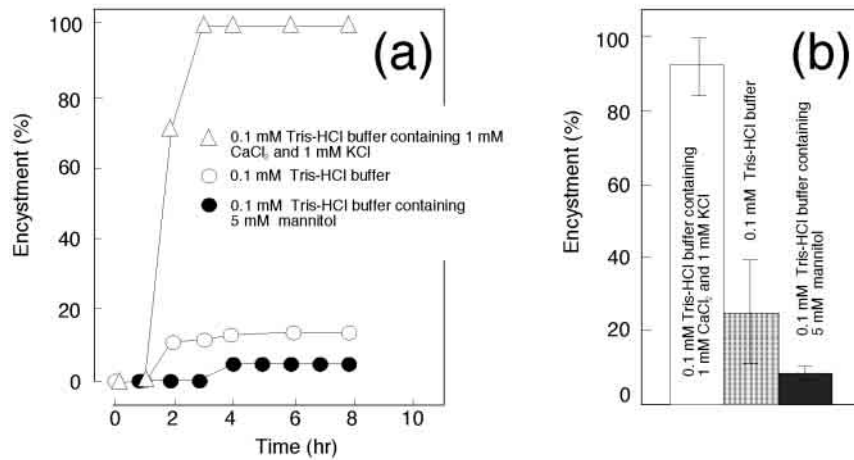 (a)
Encystment (%)
100
80
60
40
20
0
0
2
4
6
8
10
Time (hr)
0.1 mM Tris-HCl buffer containing 1 mM
CaCl₂ and 1 mM KCl
0.1 mM Tris-HCl buffer
0.1 mM Tris-HCl buffer containing
5 mM mannitol
(b)
Encystment (%)
100
80
60
40
20
0
0.1 mM Tris-HCl buffer containing
1 mM CaCl₂ and 1 mM KCl
0.1 mM Tris-HCl buffer
0.1 mM Tris-HCl buffer containing
5 mM mannitol